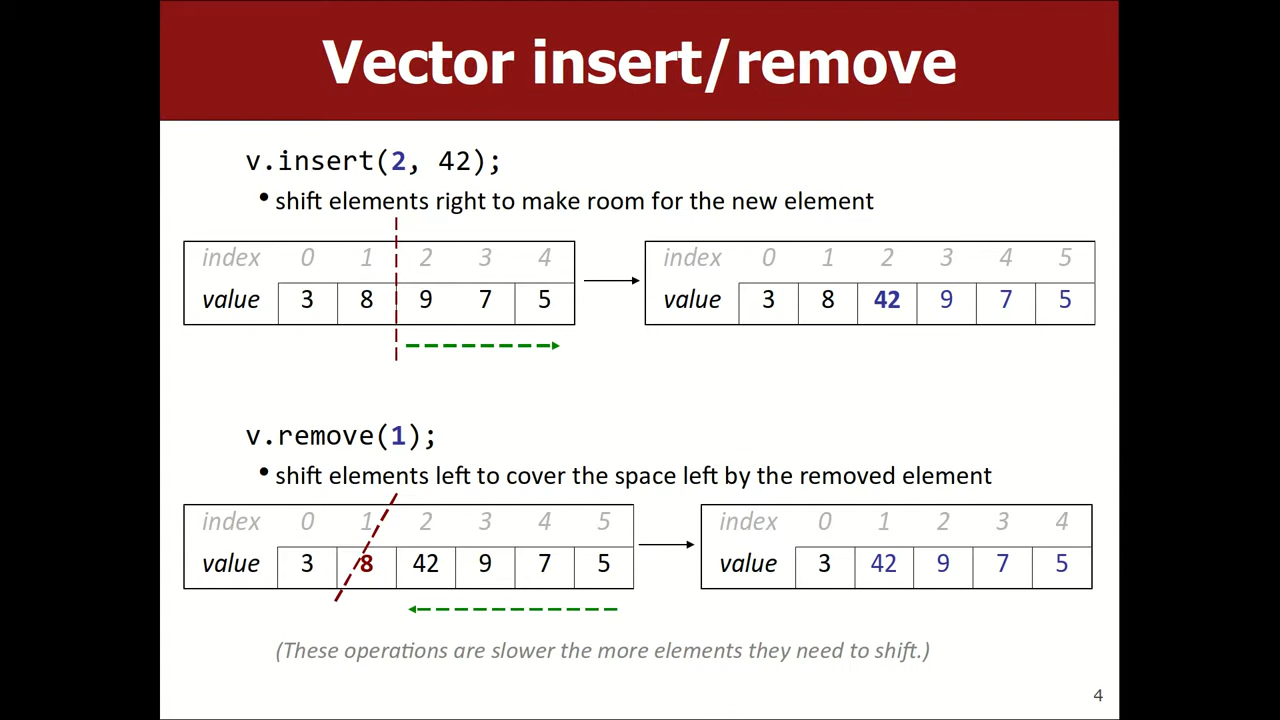 Vector insert/remove
v.insert(2, 42);
• shift elements right to make room for the new element
index 0 1 2 3 4
value 3 8 9 7 5
index 0 1 2 3 4 5
value 3 8 42 9 7 5
v.remove(1);
• shift elements left to cover the space left by the removed element
index 0 1 2 3 4 5
value 3 8 42 9 7 5
index 0 1 2 3 4
value 3 42 9 7 5
(These operations are slower the more elements they need to shift.)
4